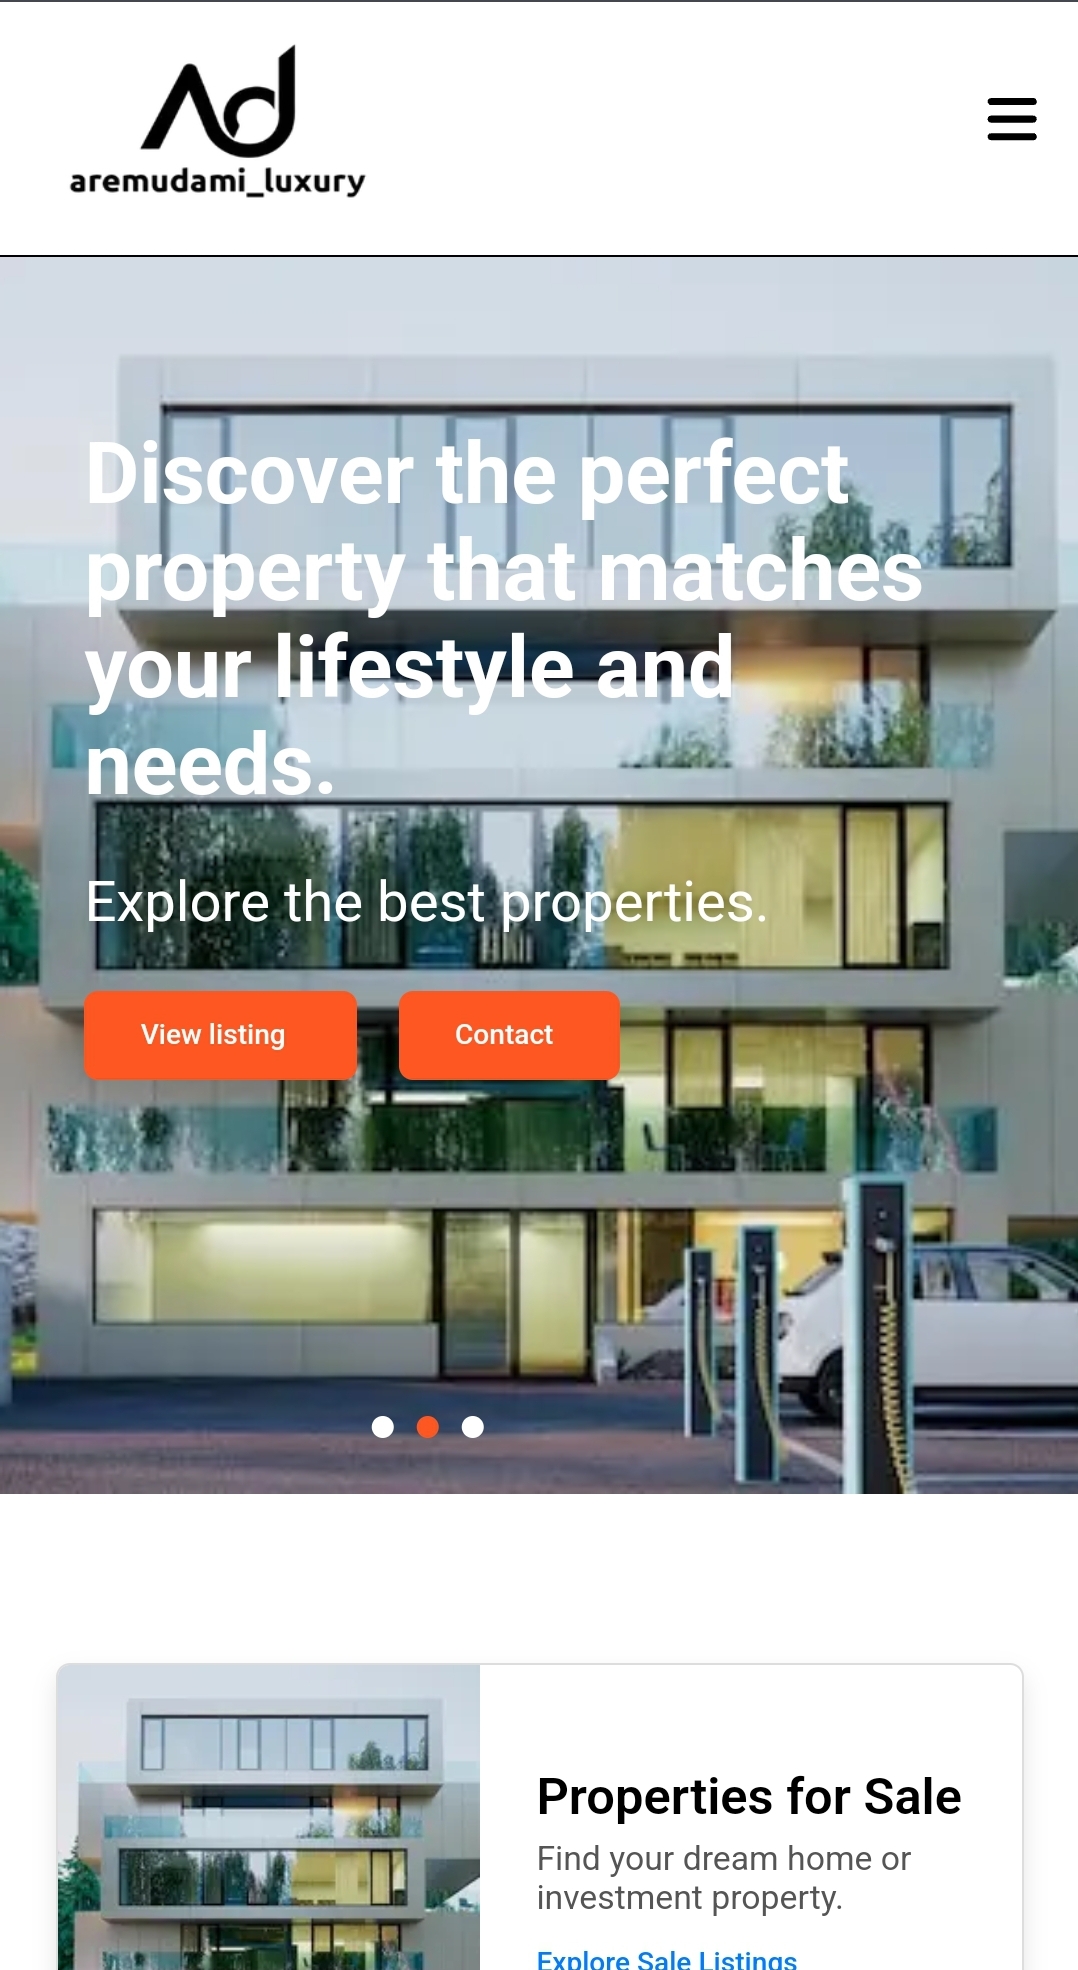 Ad
aremudami_luxury
Discover the perfect
property that matches
your lifestyle and
needs.
Explore the best properties.
View listing
Contact
Properties for Sale
Find your dream home or
investment property.
Explore Sale Listings